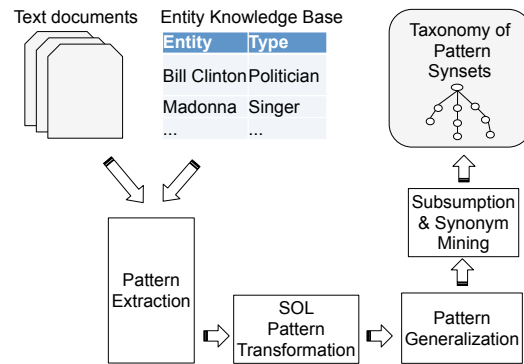 Text documents
Entity Knowledge Base
Entity Type
Bill Clinton Politician
Madonna Singer
... ...
Taxonomy of
Pattern
Synsets
Subsumption
& Synonym
Mining
Pattern
Extraction
SOL
Pattern
Transformation
Pattern
Generalization